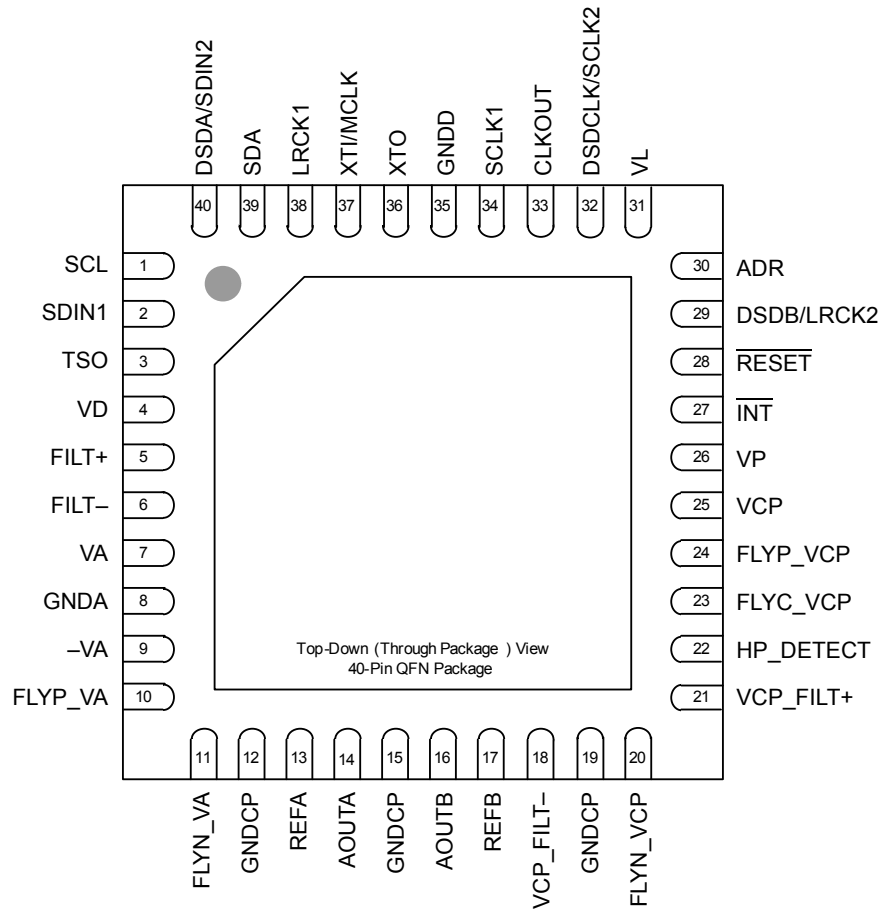 DSDA/SDIN2
SDA
LRCK1
XTI/MCLK
XTO
GNDD
SCLK1
CLKOUT
DSDCLK/SCLK2
VL
40
39
38
37
36
35
34
33
32
31
SCL 1
SDIN1 2
TSO 3
VD 4
FILT+ 5
FILT– 6
VA 7
GNDA 8
–VA 9
FLYP_VA 10
30 ADR
29 DSDB/LRCK2
28 RESET
27 INT
26 VP
25 VCP
24 FLYP_VCP
23 FLYC_VCP
22 HP_DETECT
21 VCP_FILT+
Top-Down (Through Package ) View
40-Pin QFN Package
11
12
13
14
15
16
17
18
19
20
FLYN_VA
GNDCP
REFA
AOUTA
GNDCP
AOUTB
REFB
VCP_FILT–
GNDCP
FLYN_VCP